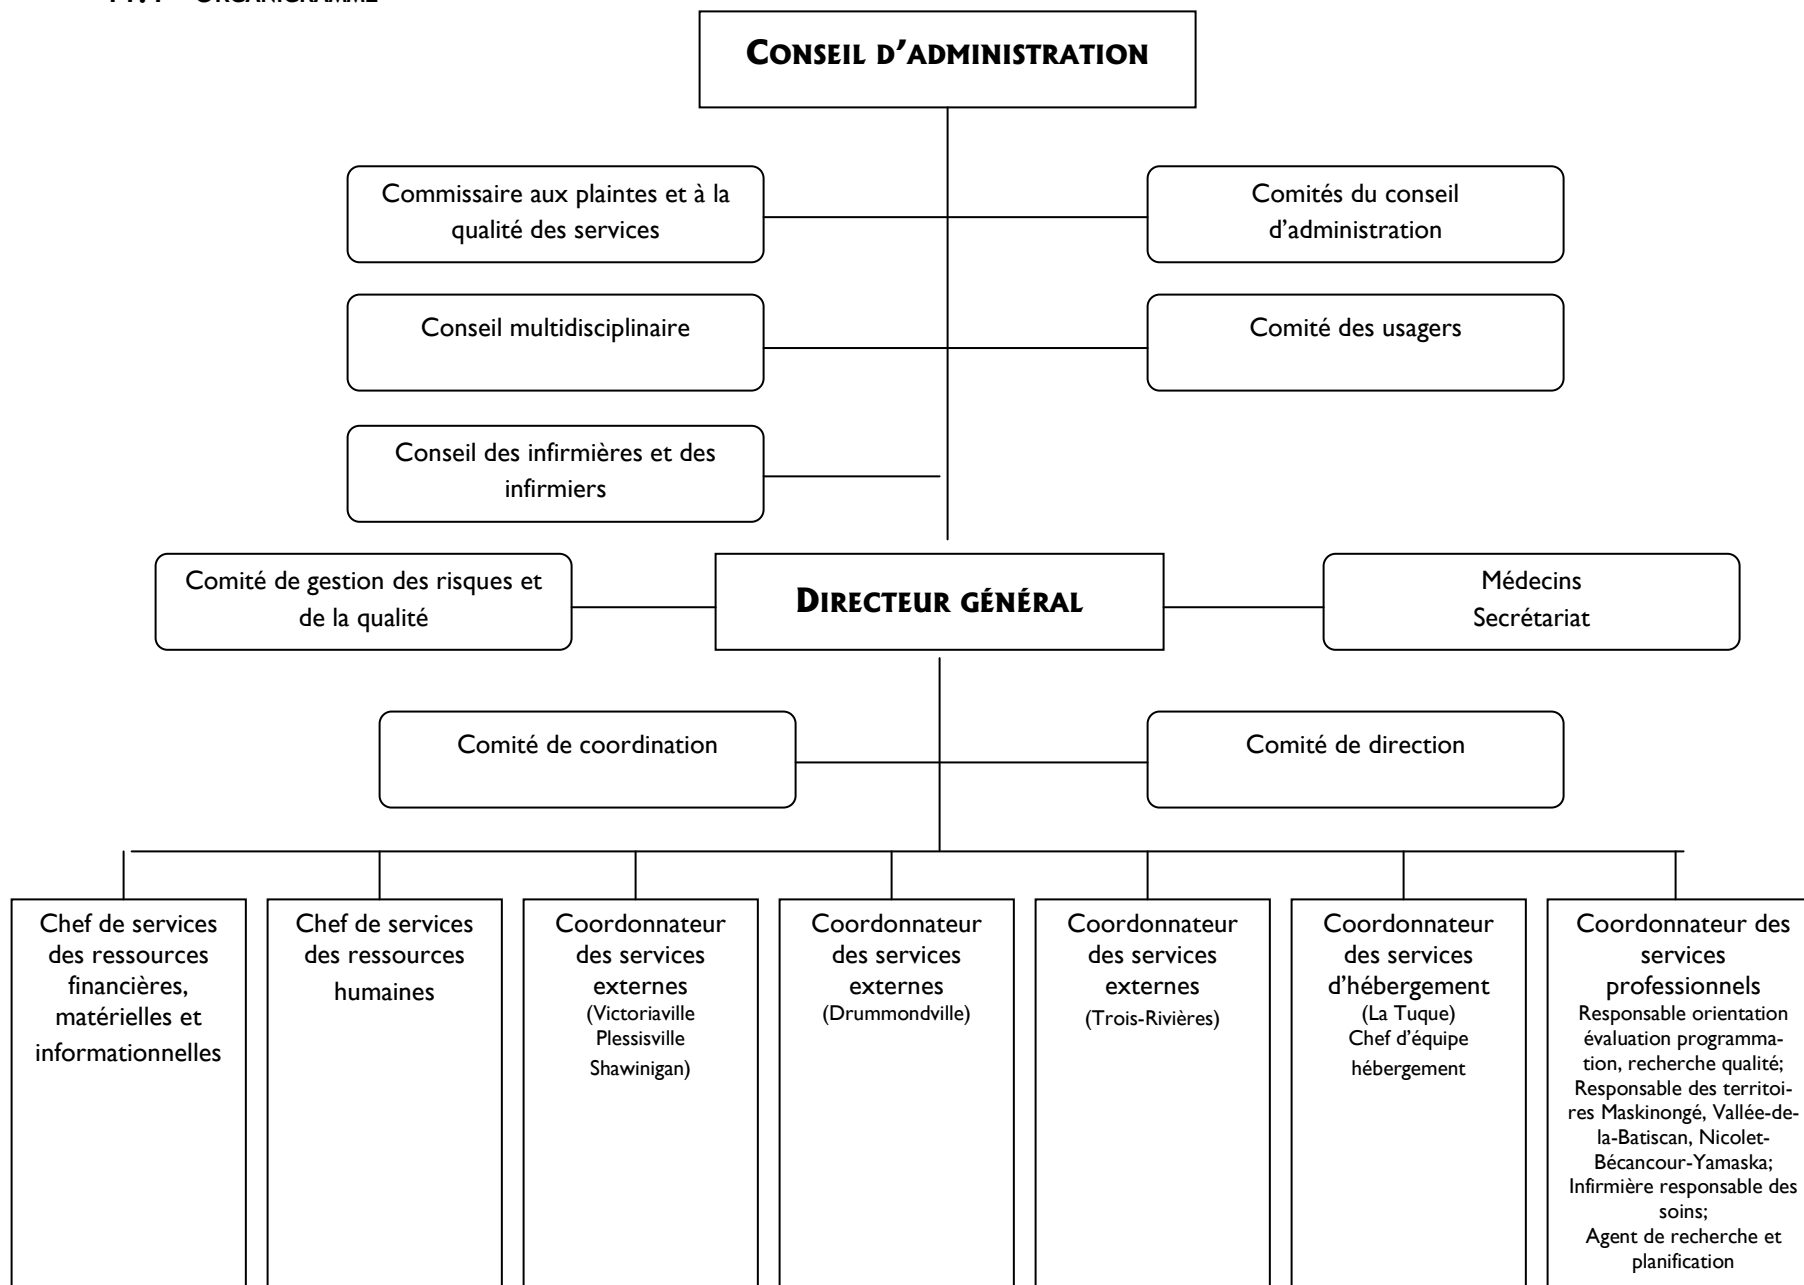 CONSEIL D'ADMINISTRATION
Commissaire aux plaintes et à la
qualité des services
Comités du conseil
d'administration
Conseil multidisciplinaire
Comité des usagers
Conseil des infirmières et des
infirmiers
Comité de gestion des risques et
de la qualité
DIRECTEUR GÉNÉRAL
Médecins
Secrétariat
Comité de coordination
Comité de direction
Chef de services
des ressources
financières,
matérielles et
informationnelles
Chef de services
des ressources
humaines
Coordonnateur
des services
externes
(Victoriaville
Plessisville
Shawinigan)
Coordonnateur
des services
externes
(Drummondville)
Coordonnateur
des services
externes
(Trois-Rivières)
Coordonnateur
des services
d'hébergement
(La Tuque)
Chef d'équipe
hébergement
Coordonnateur des
services
professionnels
Responsable orientation
évaluation programma-
tion, recherche qualité;
Responsable des territoi-
res Maskinongé, Vallée-de-
la-Batiscan, Nicolet-
Bécancour-Yamaska;
Infirmière responsable des
soins;
Agent de recherche et
planification